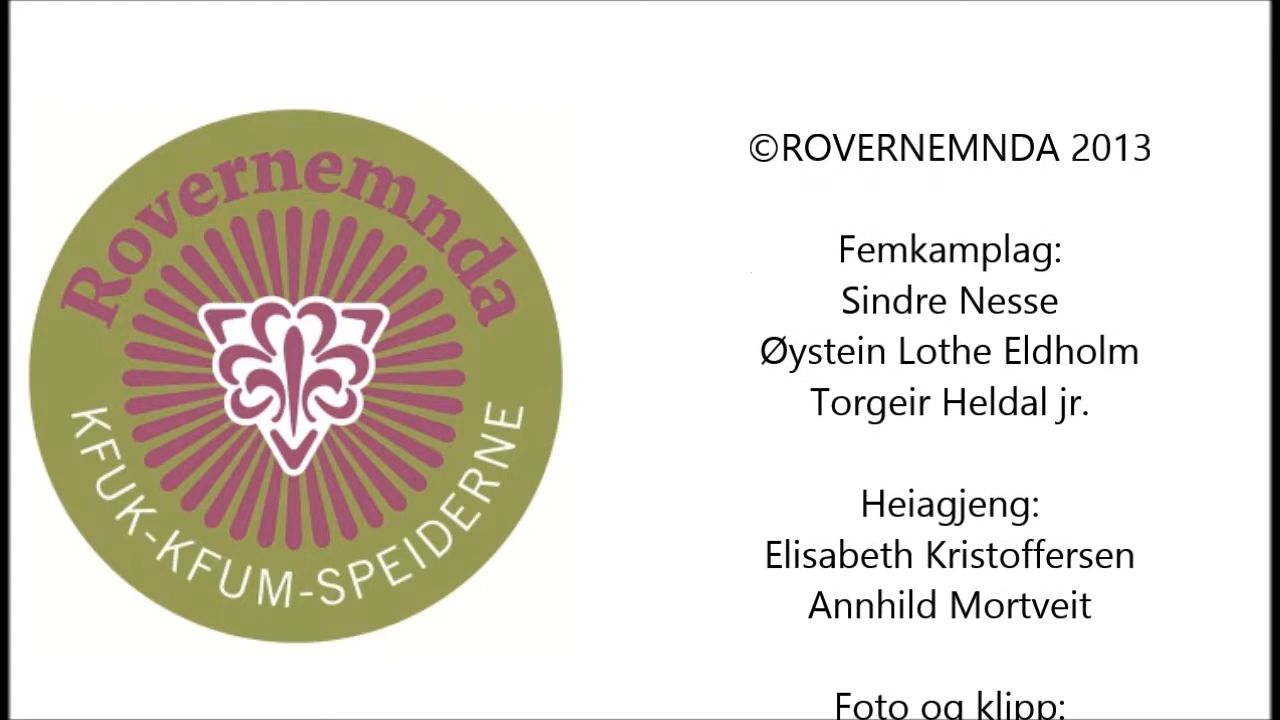 Rovernemnda
KFUK-KFUM-SPEIDERNE
©ROVERNEMNDA 2013
Femkamplag:
Sindre Nesse
Øystein Lothe Eldholm
Torgeir Heldal jr.
Heiagjeng:
Elisabeth Kristoffersen
Annhild Mortveit
Foto og klipp: